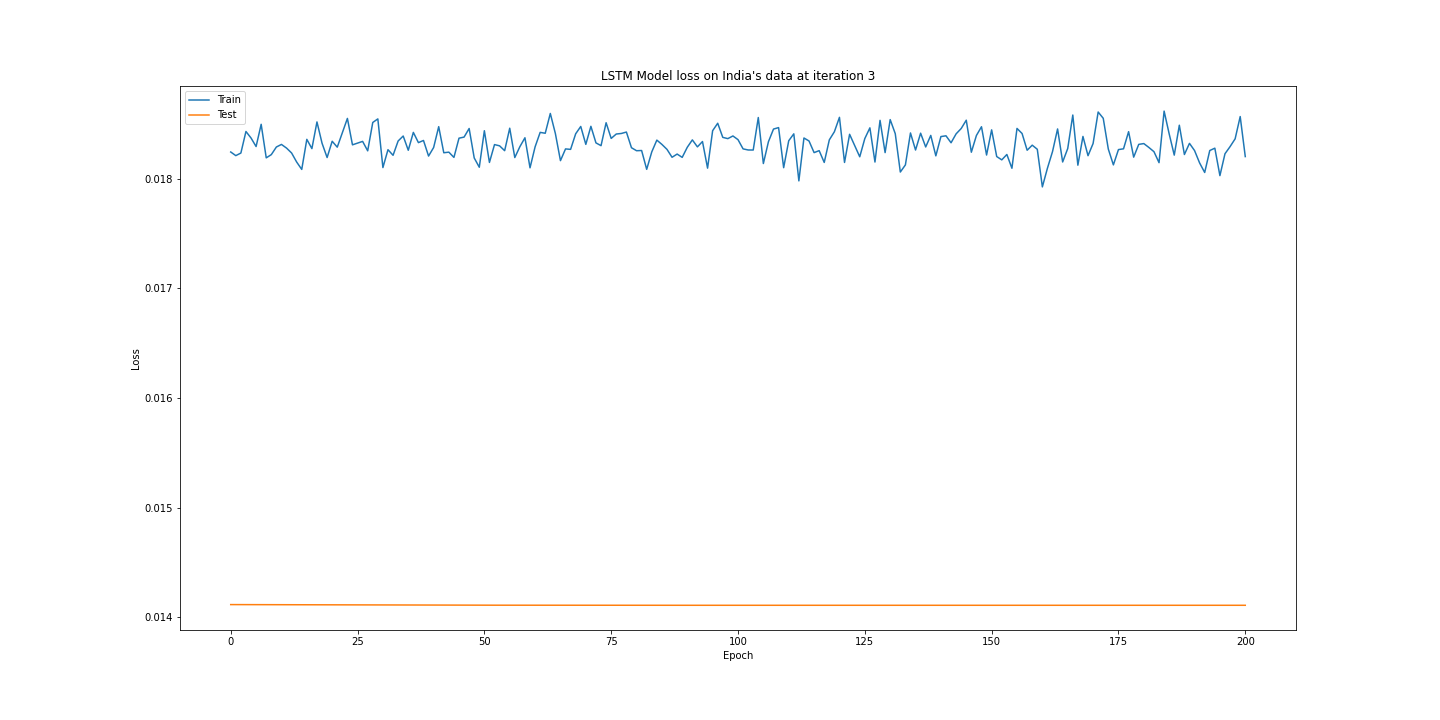 LSTM Model loss on India's data at iteration 3
Train
Test
0.018
0.017
0.016
0.015
0.014
Loss
0 25 50 75 100 125 150 175 200
Epoch